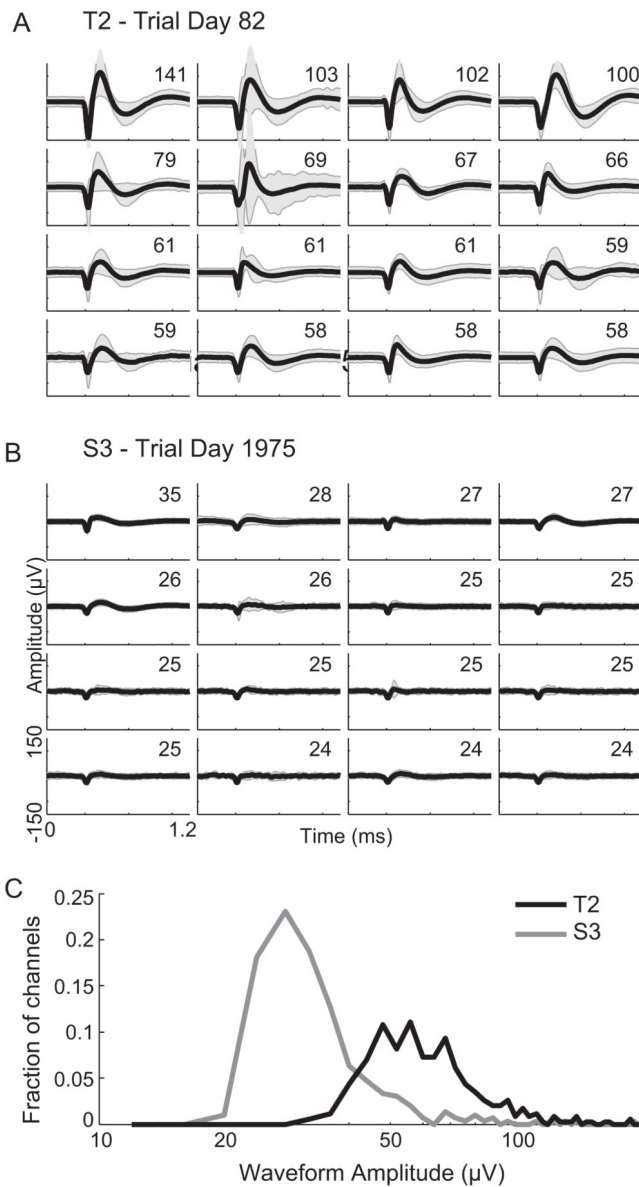 A T2 - Trial Day 82
141 103 102 100
79 69 67 66
61 61 61 59
59 58 58 58
B S3 - Trial Day 1975
35 28 27 27
26 26 25 25
25 25 25 25
25 24 24 24
Amplitude (µV)
150
-150
0 1.2
Time (ms)
C
T2
S3
Fraction of channels
0.25
0.2
0.15
0.1
0.05
0
10 20 50 100
Waveform Amplitude (µV)